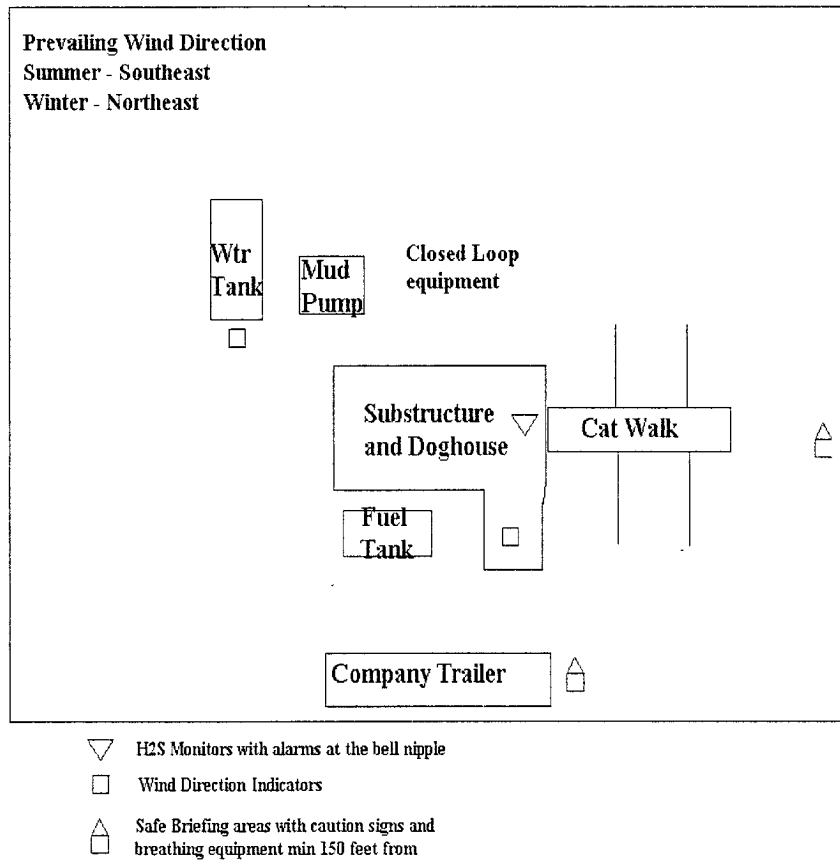 Prevailing Wind Direction
Summer - Southeast
Winter - Northeast
Wtr
Tank
Mud
Pump
Closed Loop
equipment
Substructure
and Doghouse
Cat Walk
Fuel
Tank
Company Trailer
H2S Monitors with alarms at the bell nipple
Wind Direction Indicators
Safe Briefing areas with caution signs and
breathing equipment min 150 feet from